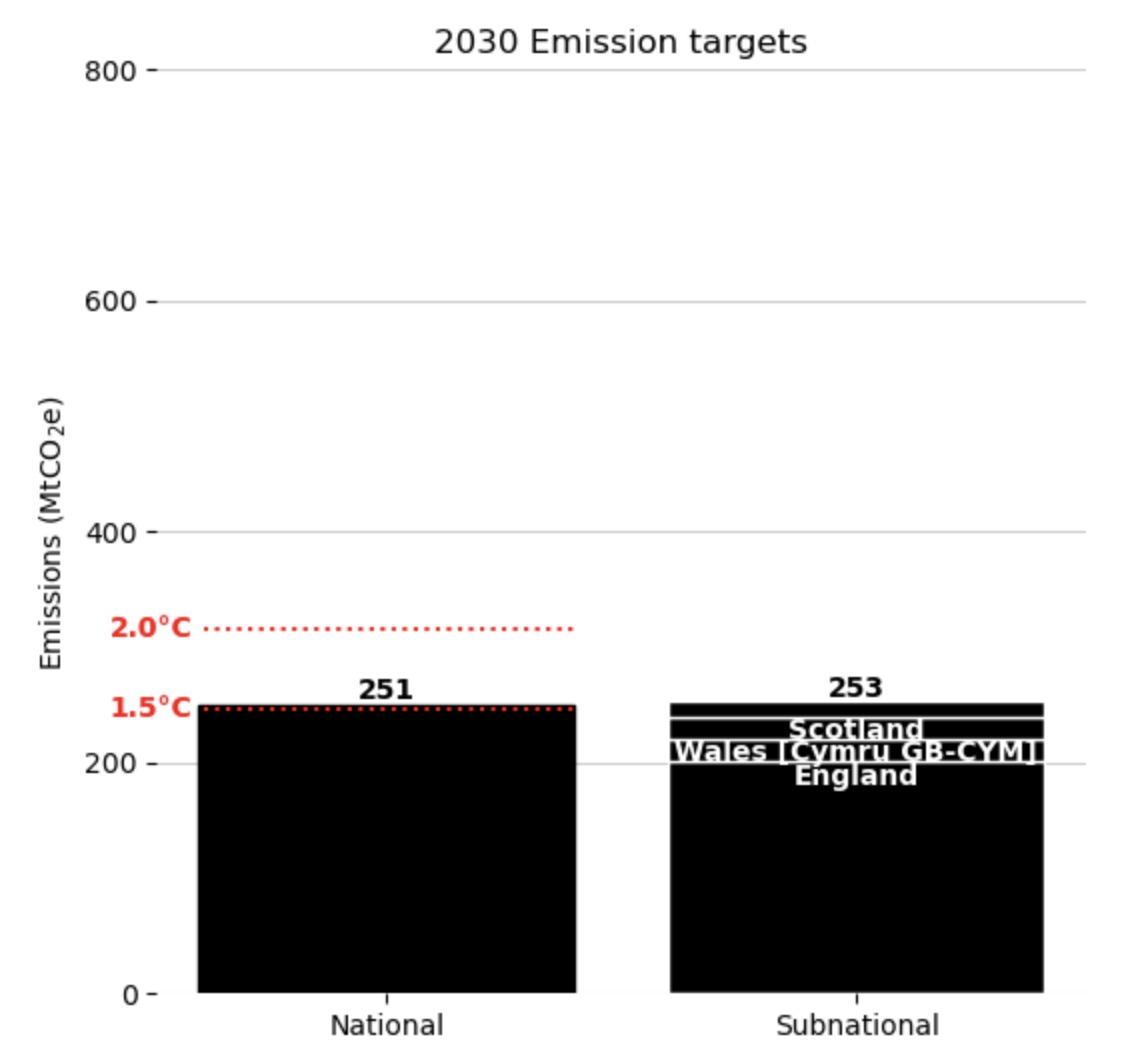 2030 Emission targets
800
600
400
200
0
Emissions (MtCO₂e)
2.0°C
1.5°C
251
253
Scotland
Wales [Cymru GB-CYM]
England
National
Subnational